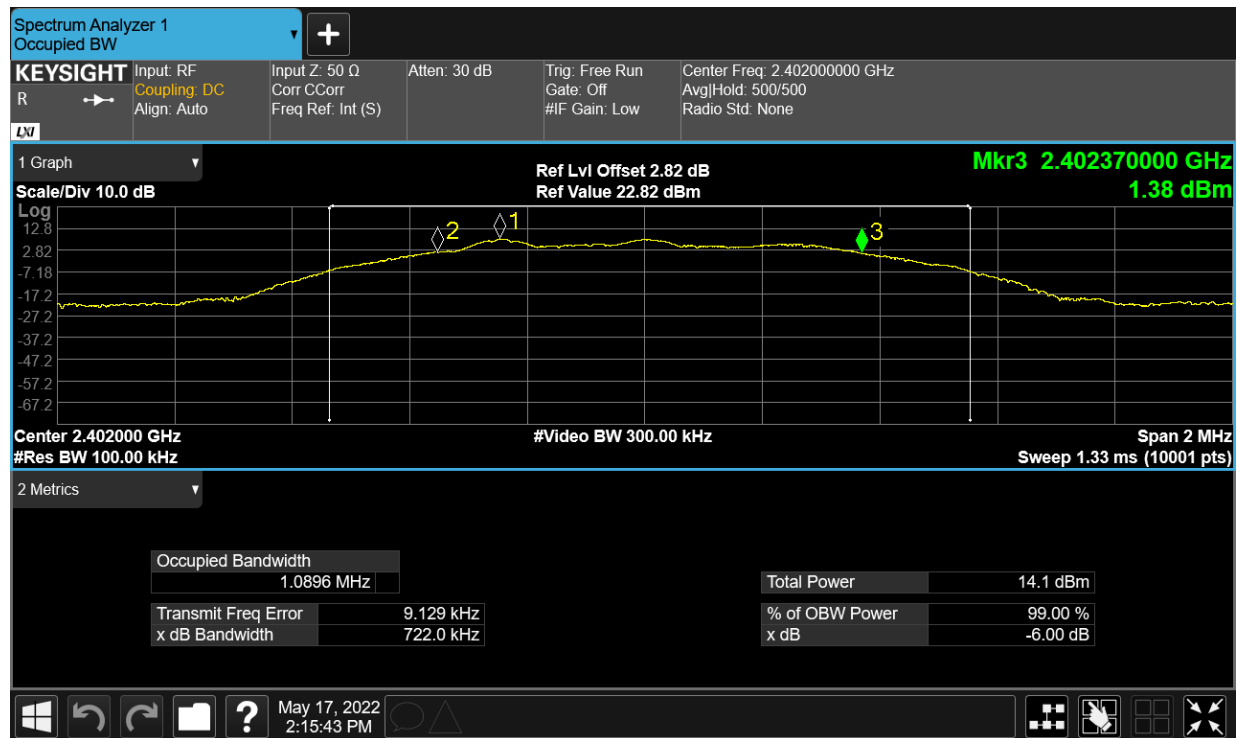 Spectrum Analyzer 1
Occupied BW
KEYSIGHT
R
LXI
Input: RF
Coupling: DC
Align: Auto
Input Z: 50 Ω
Corr CCorr
Freq Ref: Int (S)
Atten: 30 dB
Trig: Free Run
Gate: Off
#IF Gain: Low
Center Freq: 2.402000000 GHz
Avg|Hold: 500/500
Radio Std: None
1 Graph
Scale/Div 10.0 dB
Ref Lvl Offset 2.82 dB
Ref Value 22.82 dBm
Mkr3 2.402370000 GHz
1.38 dBm
Log
12.8
2.82
-7.18
-17.2
-27.2
-37.2
-47.2
-57.2
-67.2
2
1
3
Center 2.402000 GHz
#Res BW 100.00 kHz
#Video BW 300.00 kHz
Span 2 MHz
Sweep 1.33 ms (10001 pts)
2 Metrics
Occupied Bandwidth
1.0896 MHz
Transmit Freq Error 9.129 kHz
x dB Bandwidth 722.0 kHz
Total Power 14.1 dBm
% of OBW Power 99.00 %
x dB -6.00 dB
?
May 17, 2022
2:15:43 PM